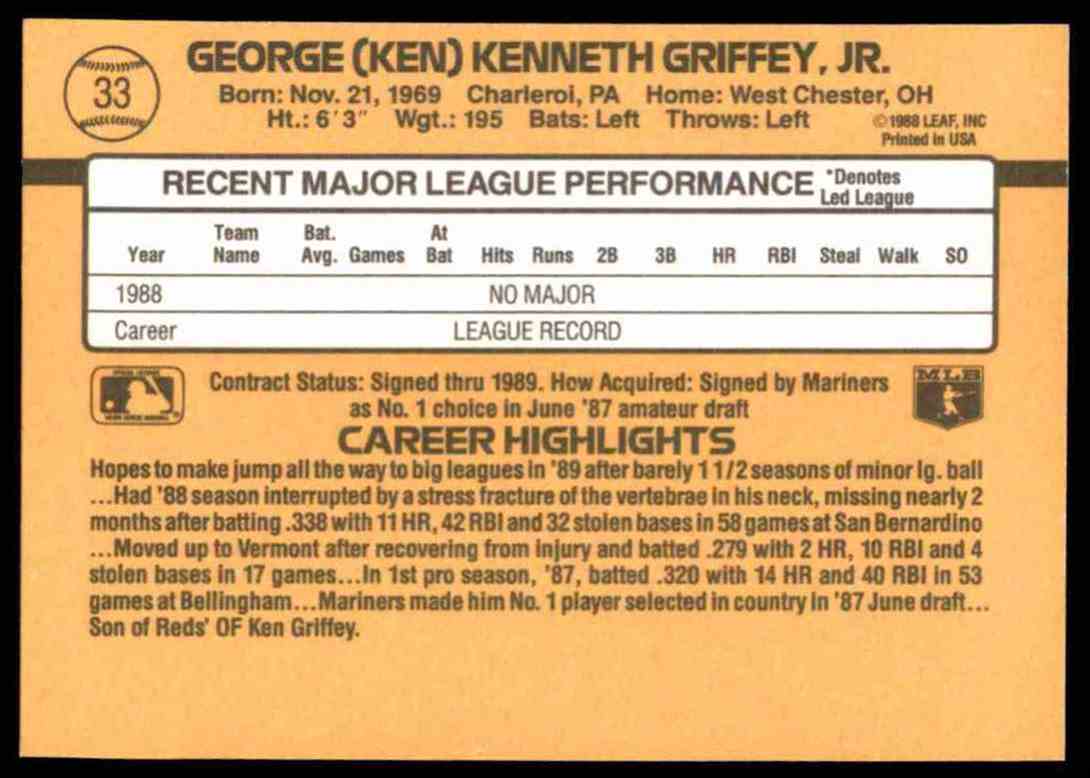 33
GEORGE (KEN) KENNETH GRIFFEY, JR.
Born: Nov. 21, 1969 Charleroi, PA Home: West Chester, OH
Ht.: 6'3" Wgt.: 195 Bats: Left Throws: Left
©1988 LEAF, INC
Printed in USA
RECENT MAJOR LEAGUE PERFORMANCE
*Denotes
Led League
Year Team Name Bat. Avg. Games At Bat Hits Runs 2B 3B HR RBI Steal Walk SO
1988 NO MAJOR
Career LEAGUE RECORD
Contract Status: Signed thru 1989. How Acquired: Signed by Mariners
as No. 1 choice in June '87 amateur draft
MLB
CAREER HIGHLIGHTS
Hopes to make jump all the way to big leagues in '89 after barely 1 1/2 seasons of minor lg. ball
...Had '88 season interrupted by a stress fracture of the vertebrae in his neck, missing nearly 2
months after batting .338 with 11 HR, 42 RBI and 32 stolen bases in 58 games at San Bernardino
...Moved up to Vermont after recovering from injury and batted .279 with 2 HR, 10 RBI and 4
stolen bases in 17 games...In 1st pro season, '87, batted .320 with 14 HR and 40 RBI in 53
games at Bellingham...Mariners made him No. 1 player selected in country in '87 June draft...
Son of Reds' OF Ken Griffey.